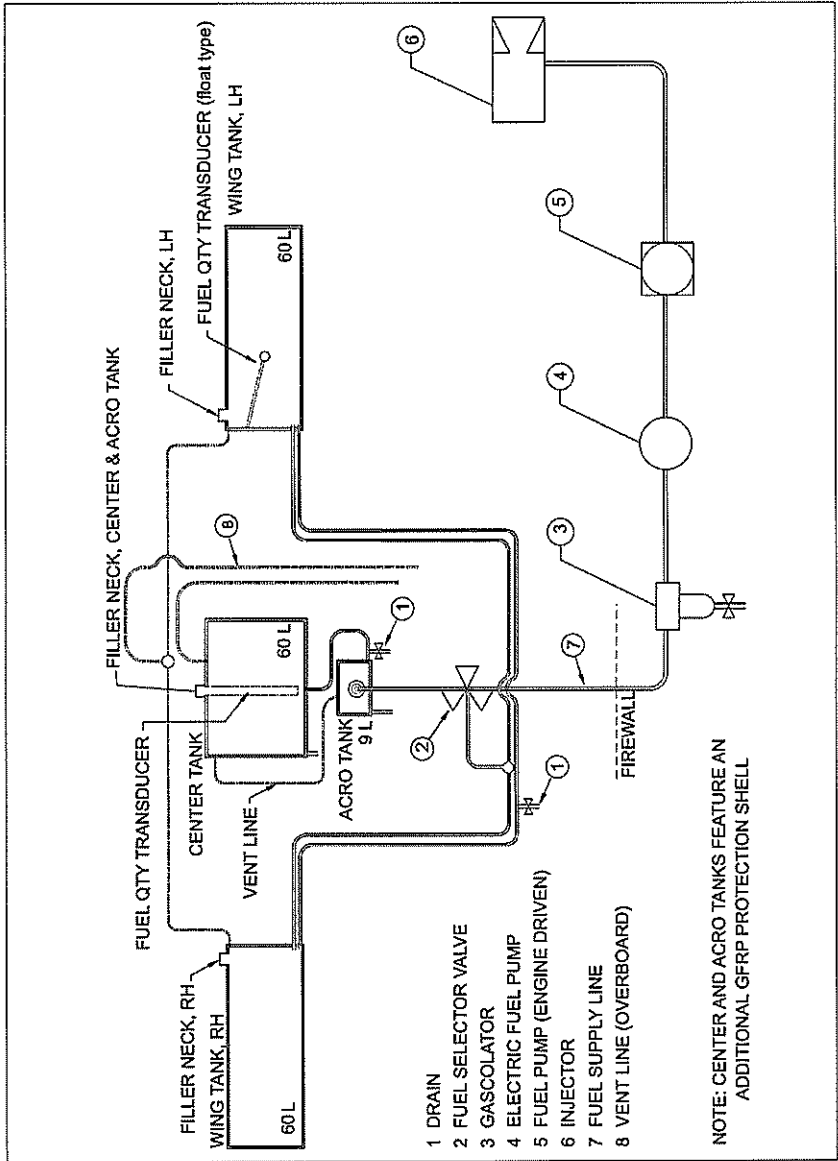 FUEL QTY TRANSDUCER
CENTER TANK
VENT LINE
FILLER NECK, RH
WING TANK, RH
60 L
FILLER NECK, CENTER & ACRO TANK
FILLER NECK, LH
FUEL QTY TRANSDUCER (float type)
WING TANK, LH
60 L
60 L
8
ACRO TANK
9 L
1
2
1
7
FIREWALL
3
4
5
6
1 DRAIN
2 FUEL SELECTOR VALVE
3 GASCOLATOR
4 ELECTRIC FUEL PUMP
5 FUEL PUMP (ENGINE DRIVEN)
6 INJECTOR
7 FUEL SUPPLY LINE
8 VENT LINE (OVERBOARD)
NOTE: CENTER AND ACRO TANKS FEATURE AN
ADDITIONAL GFRP PROTECTION SHELL